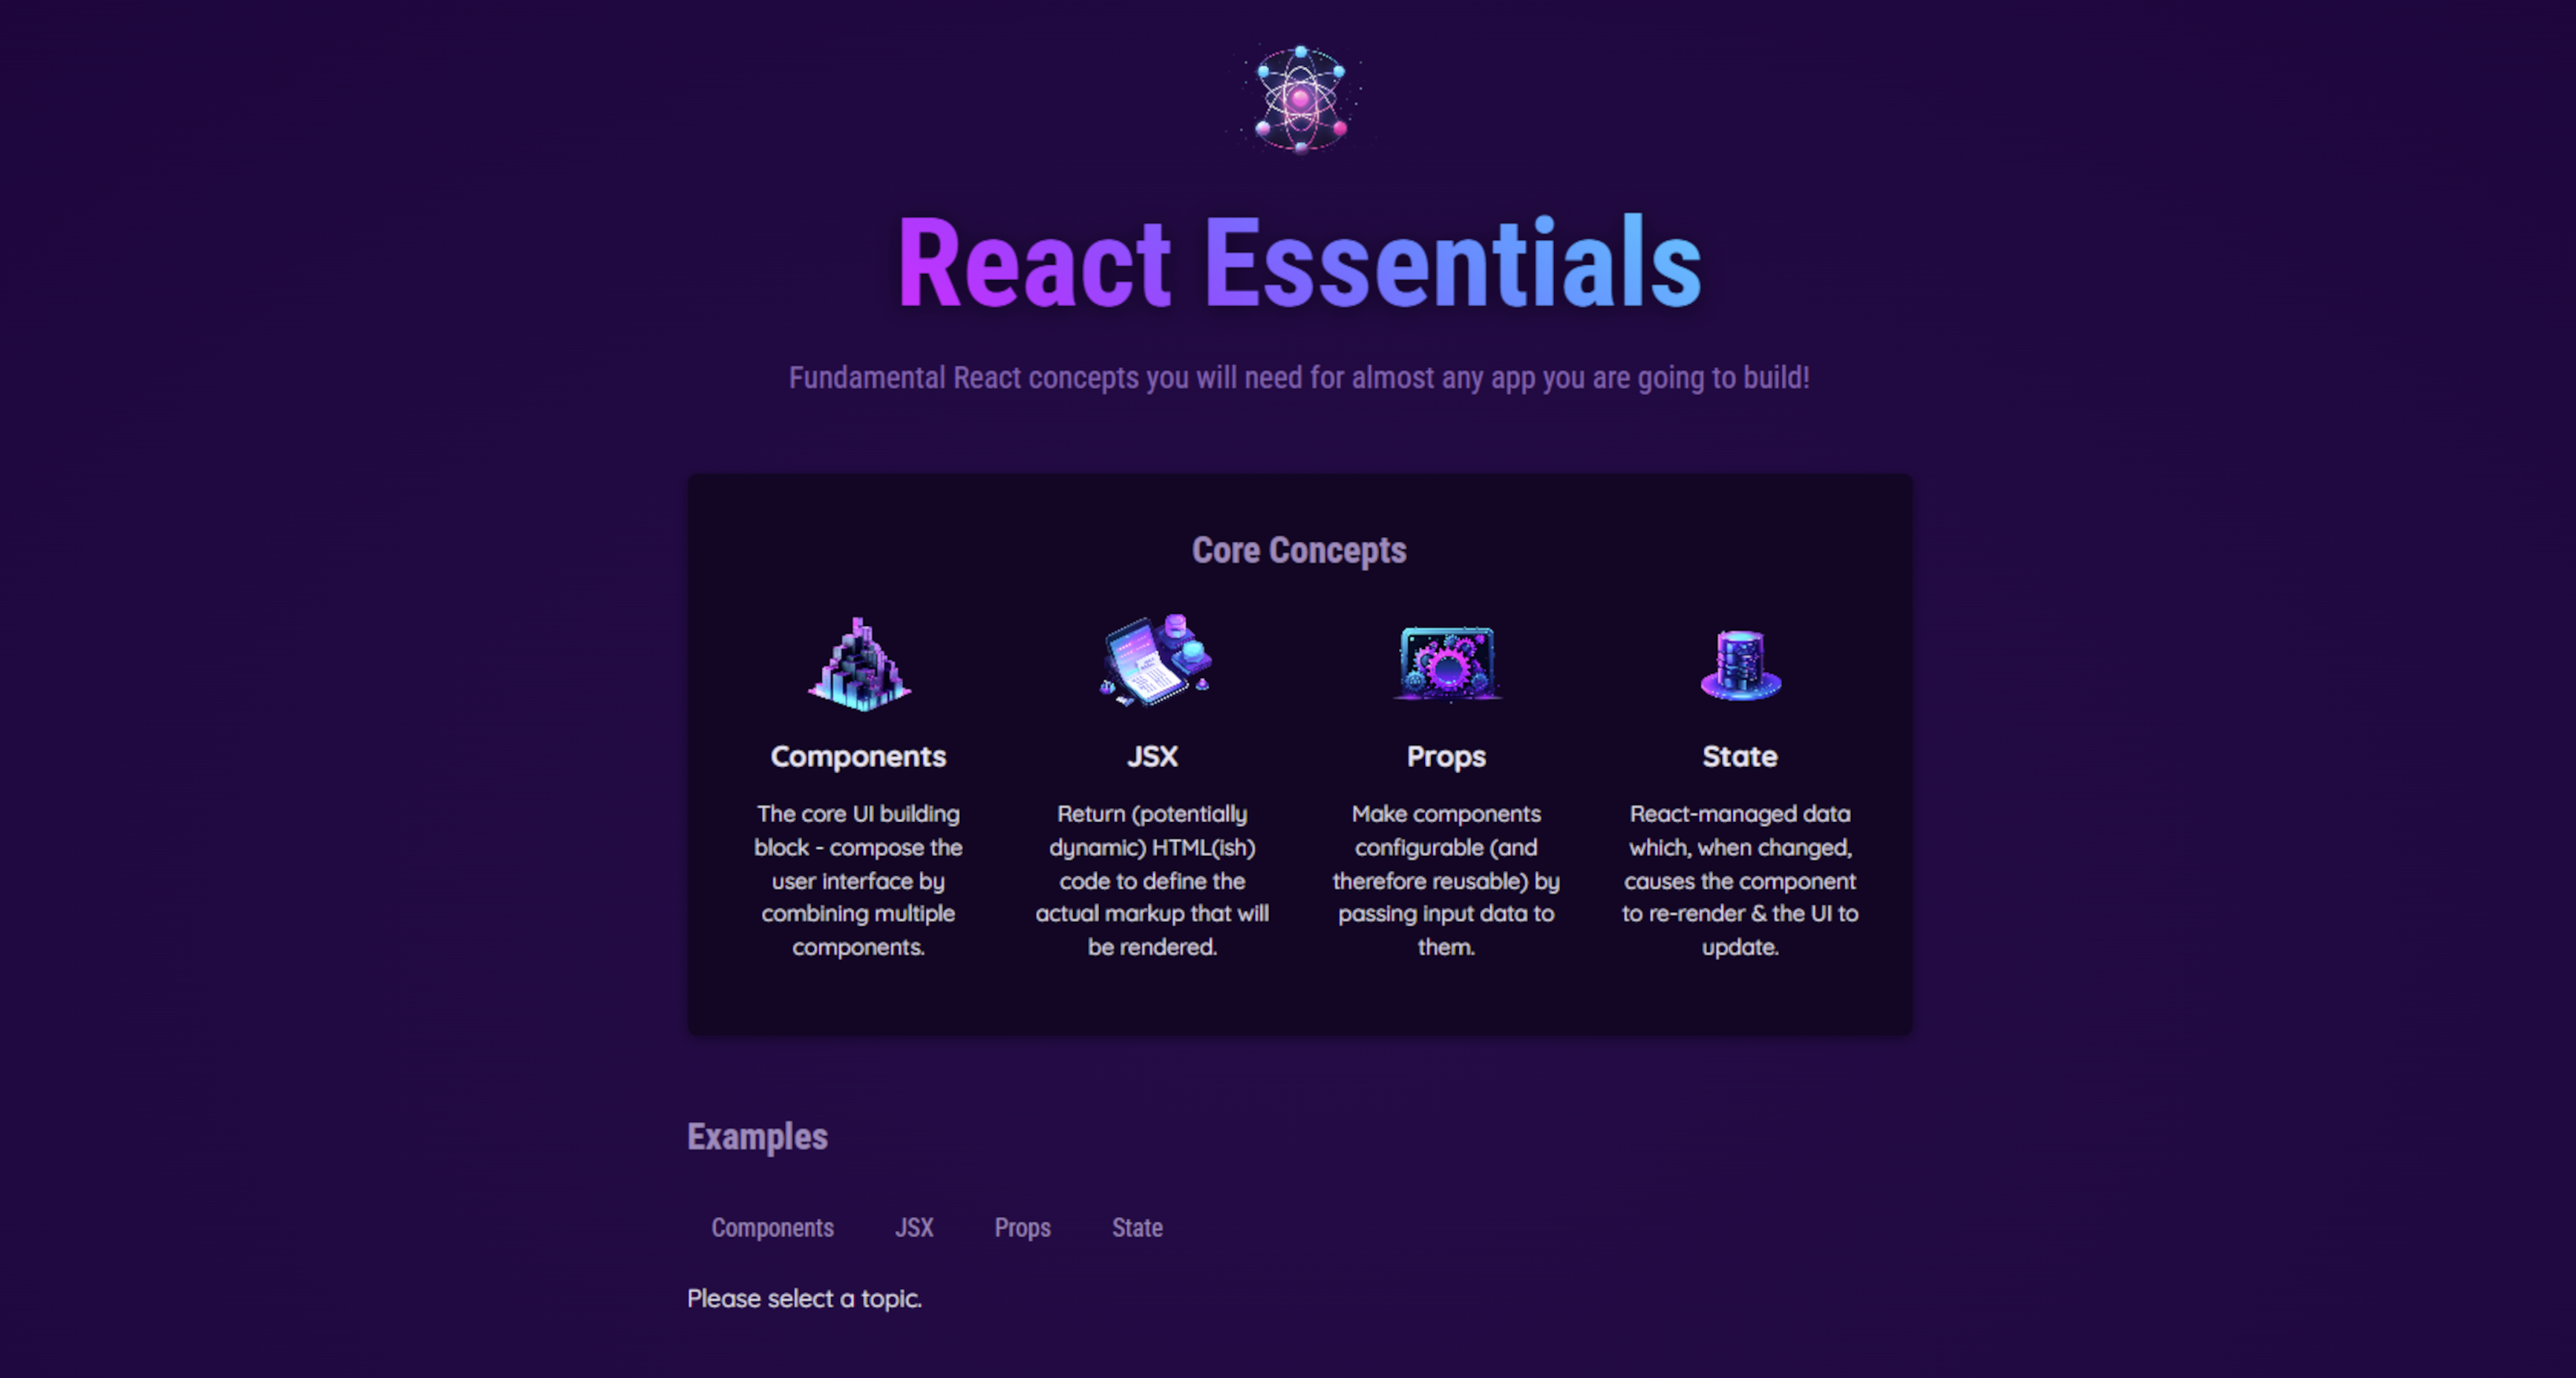 React Essentials
Fundamental React concepts you will need for almost any app you are going to build!
Core Concepts
Components
The core UI building
block - compose the
user interface by
combining multiple
components.
JSX
Return (potentially
dynamic) HTML(ish)
code to define the
actual markup that will
be rendered.
Props
Make components
configurable (and
therefore reusable) by
passing input data to
them.
State
React-managed data
which, when changed,
causes the component
to re-render & the UI to
update.
Examples
Components JSX Props State
Please select a topic.